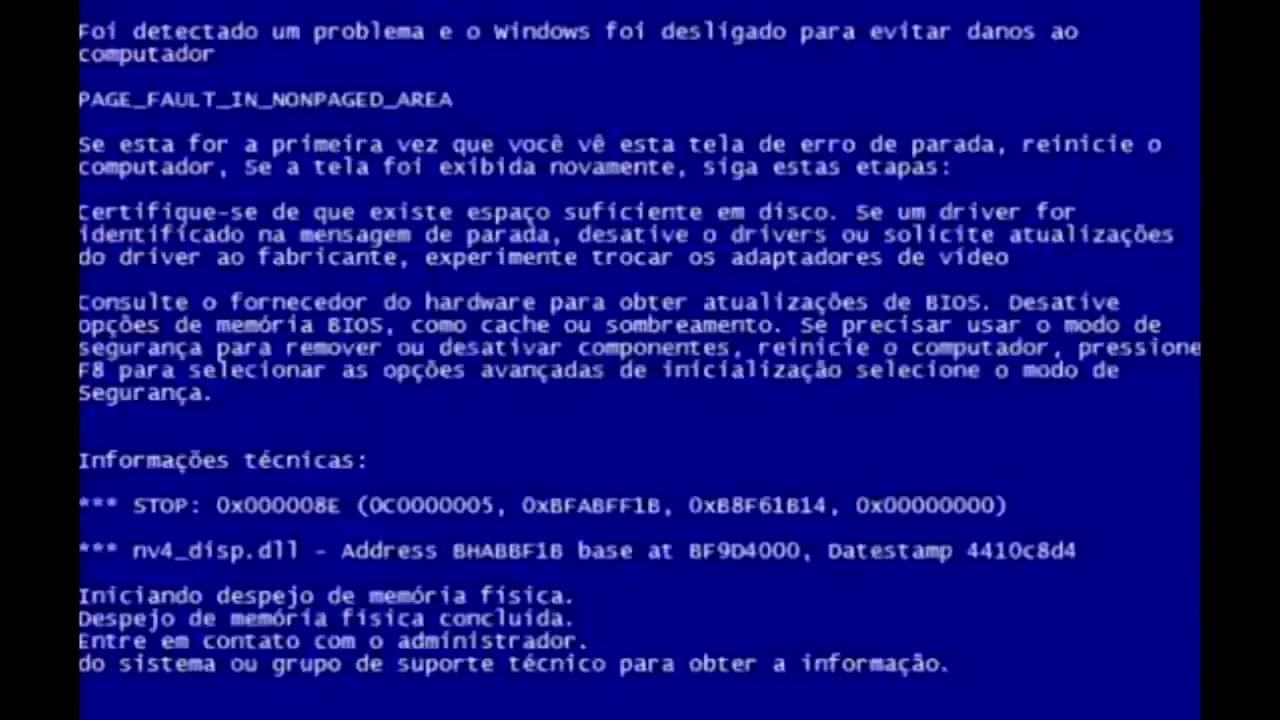 Foi detectado um problema e o Windows foi desligado para evitar danos ao
computador
PAGE_FAULT_IN_NONPAGED_AREA
Se esta for a primeira vez que você vê esta tela de erro de parada, reinicie o
computador, Se a tela foi exibida novamente, siga estas etapas:
Certifique-se de que existe espaço suficiente em disco. Se um driver for
identificado na mensagem de parada, desative o drivers ou solicite atualizações
do driver ao fabricante, experimente trocar os adaptadores de vídeo
Consulte o fornecedor do hardware para obter atualizações de BIOS. Desative
opções de memória BIOS, como cache ou sombreamento. Se precisar usar o modo de
segurança para remover ou desativar componentes, reinicie o computador, pressione
F8 para selecionar as opções avançadas de inicialização selecione o modo de
Segurança.
Informações técnicas:
*** STOP: 0x000008E (0C0000005, 0xBFABFF1B, 0xB8F61B14, 0x00000000)
*** nv4_disp.dll - Address BHABBF1B base at BF9D4000, Datestamp 4410c8d4
Iniciando despejo de memória física.
Despejo de memória física concluída.
Entre em contato com o administrador.
do sistema ou grupo de suporte técnico para obter a informação.